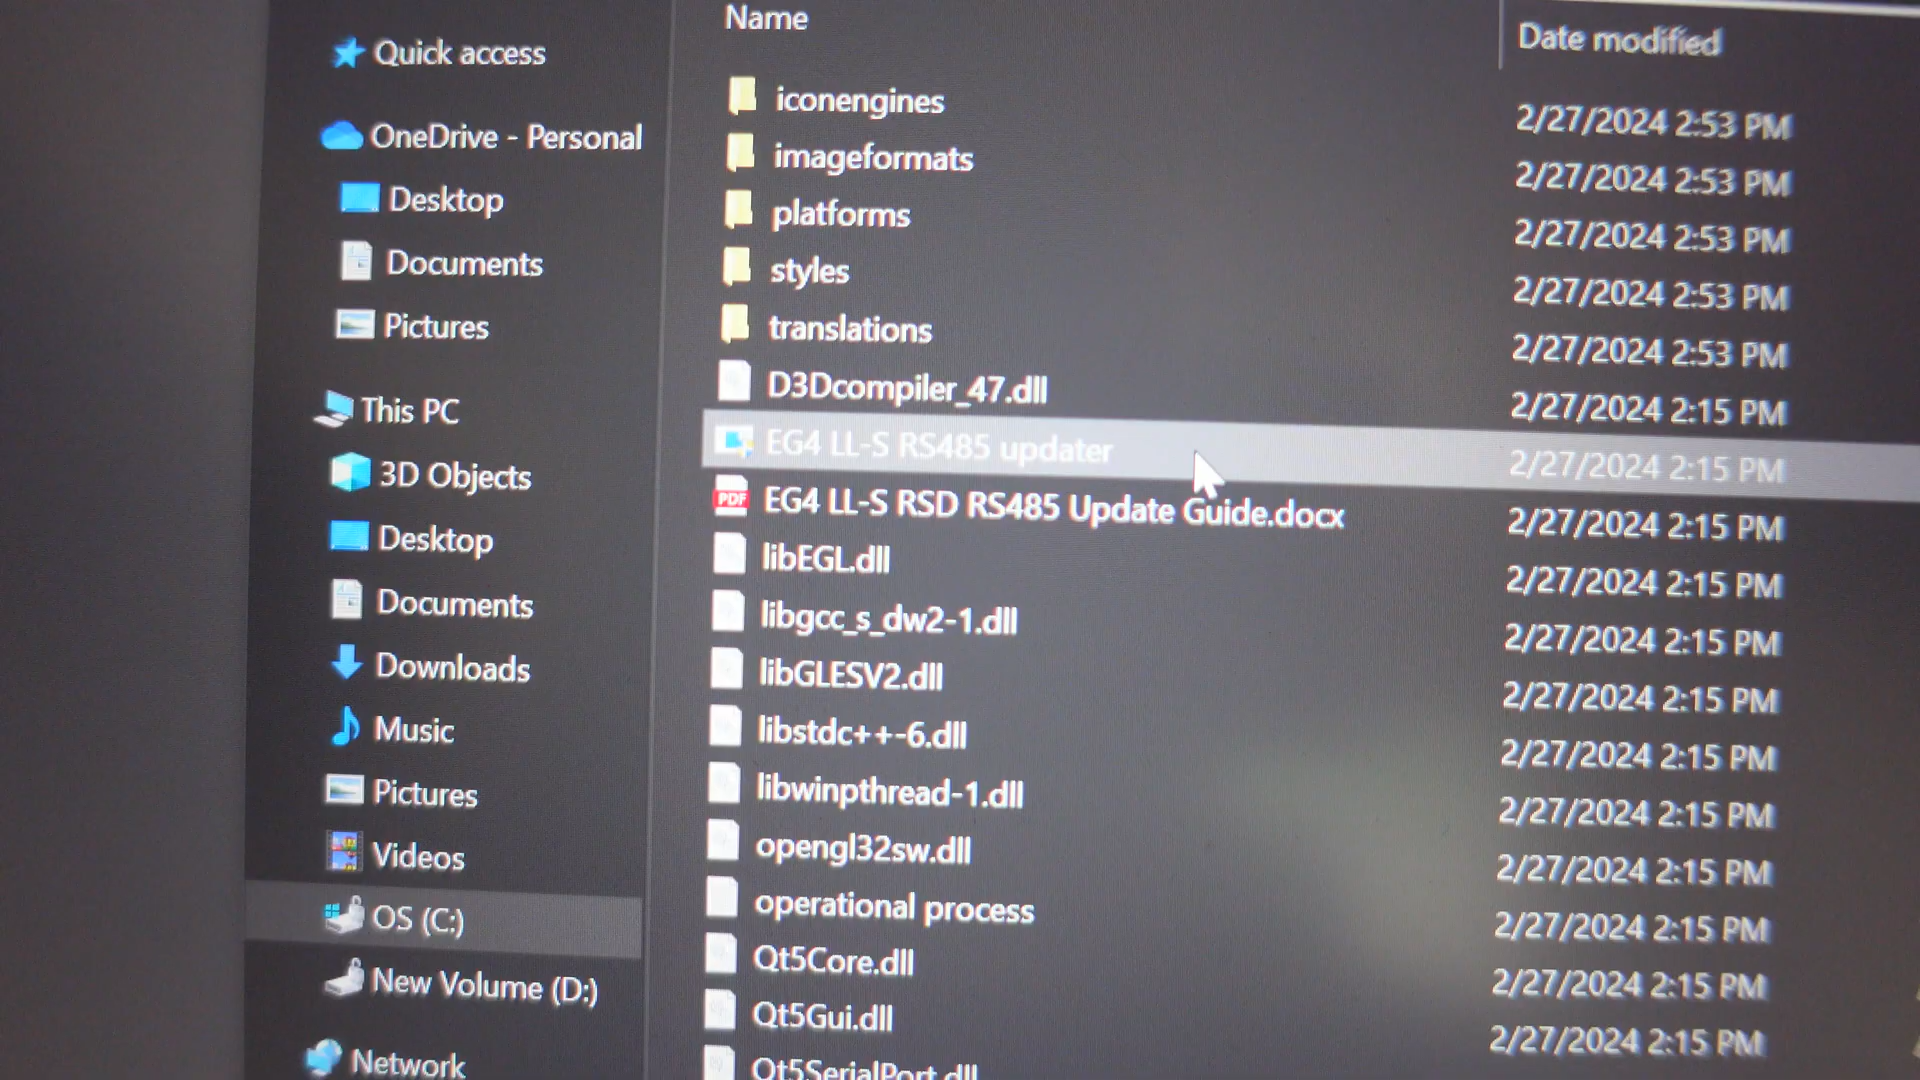 Quick access
OneDrive - Personal
Desktop
Documents
Pictures
This PC
3D Objects
Desktop
Documents
Downloads
Music
Pictures
Videos
OS (C:)
New Volume (D:)
Network
Name
Date modified
iconengines 2/27/2024 2:53 PM
imageformats 2/27/2024 2:53 PM
platforms 2/27/2024 2:53 PM
styles 2/27/2024 2:53 PM
translations 2/27/2024 2:53 PM
D3Dcompiler_47.dll 2/27/2024 2:15 PM
EG4 LL-S RS485 updater 2/27/2024 2:15 PM
PDF EG4 LL-S RSD RS485 Update Guide.docx 2/27/2024 2:15 PM
libEGL.dll 2/27/2024 2:15 PM
libgcc_s_dw2-1.dll 2/27/2024 2:15 PM
libGLESV2.dll 2/27/2024 2:15 PM
libstdc++-6.dll 2/27/2024 2:15 PM
libwinpthread-1.dll 2/27/2024 2:15 PM
opengl32sw.dll 2/27/2024 2:15 PM
operational process 2/27/2024 2:15 PM
Qt5Core.dll 2/27/2024 2:15 PM
Qt5Gui.dll 2/27/2024 2:15 PM
Qt5SerialPort.dll